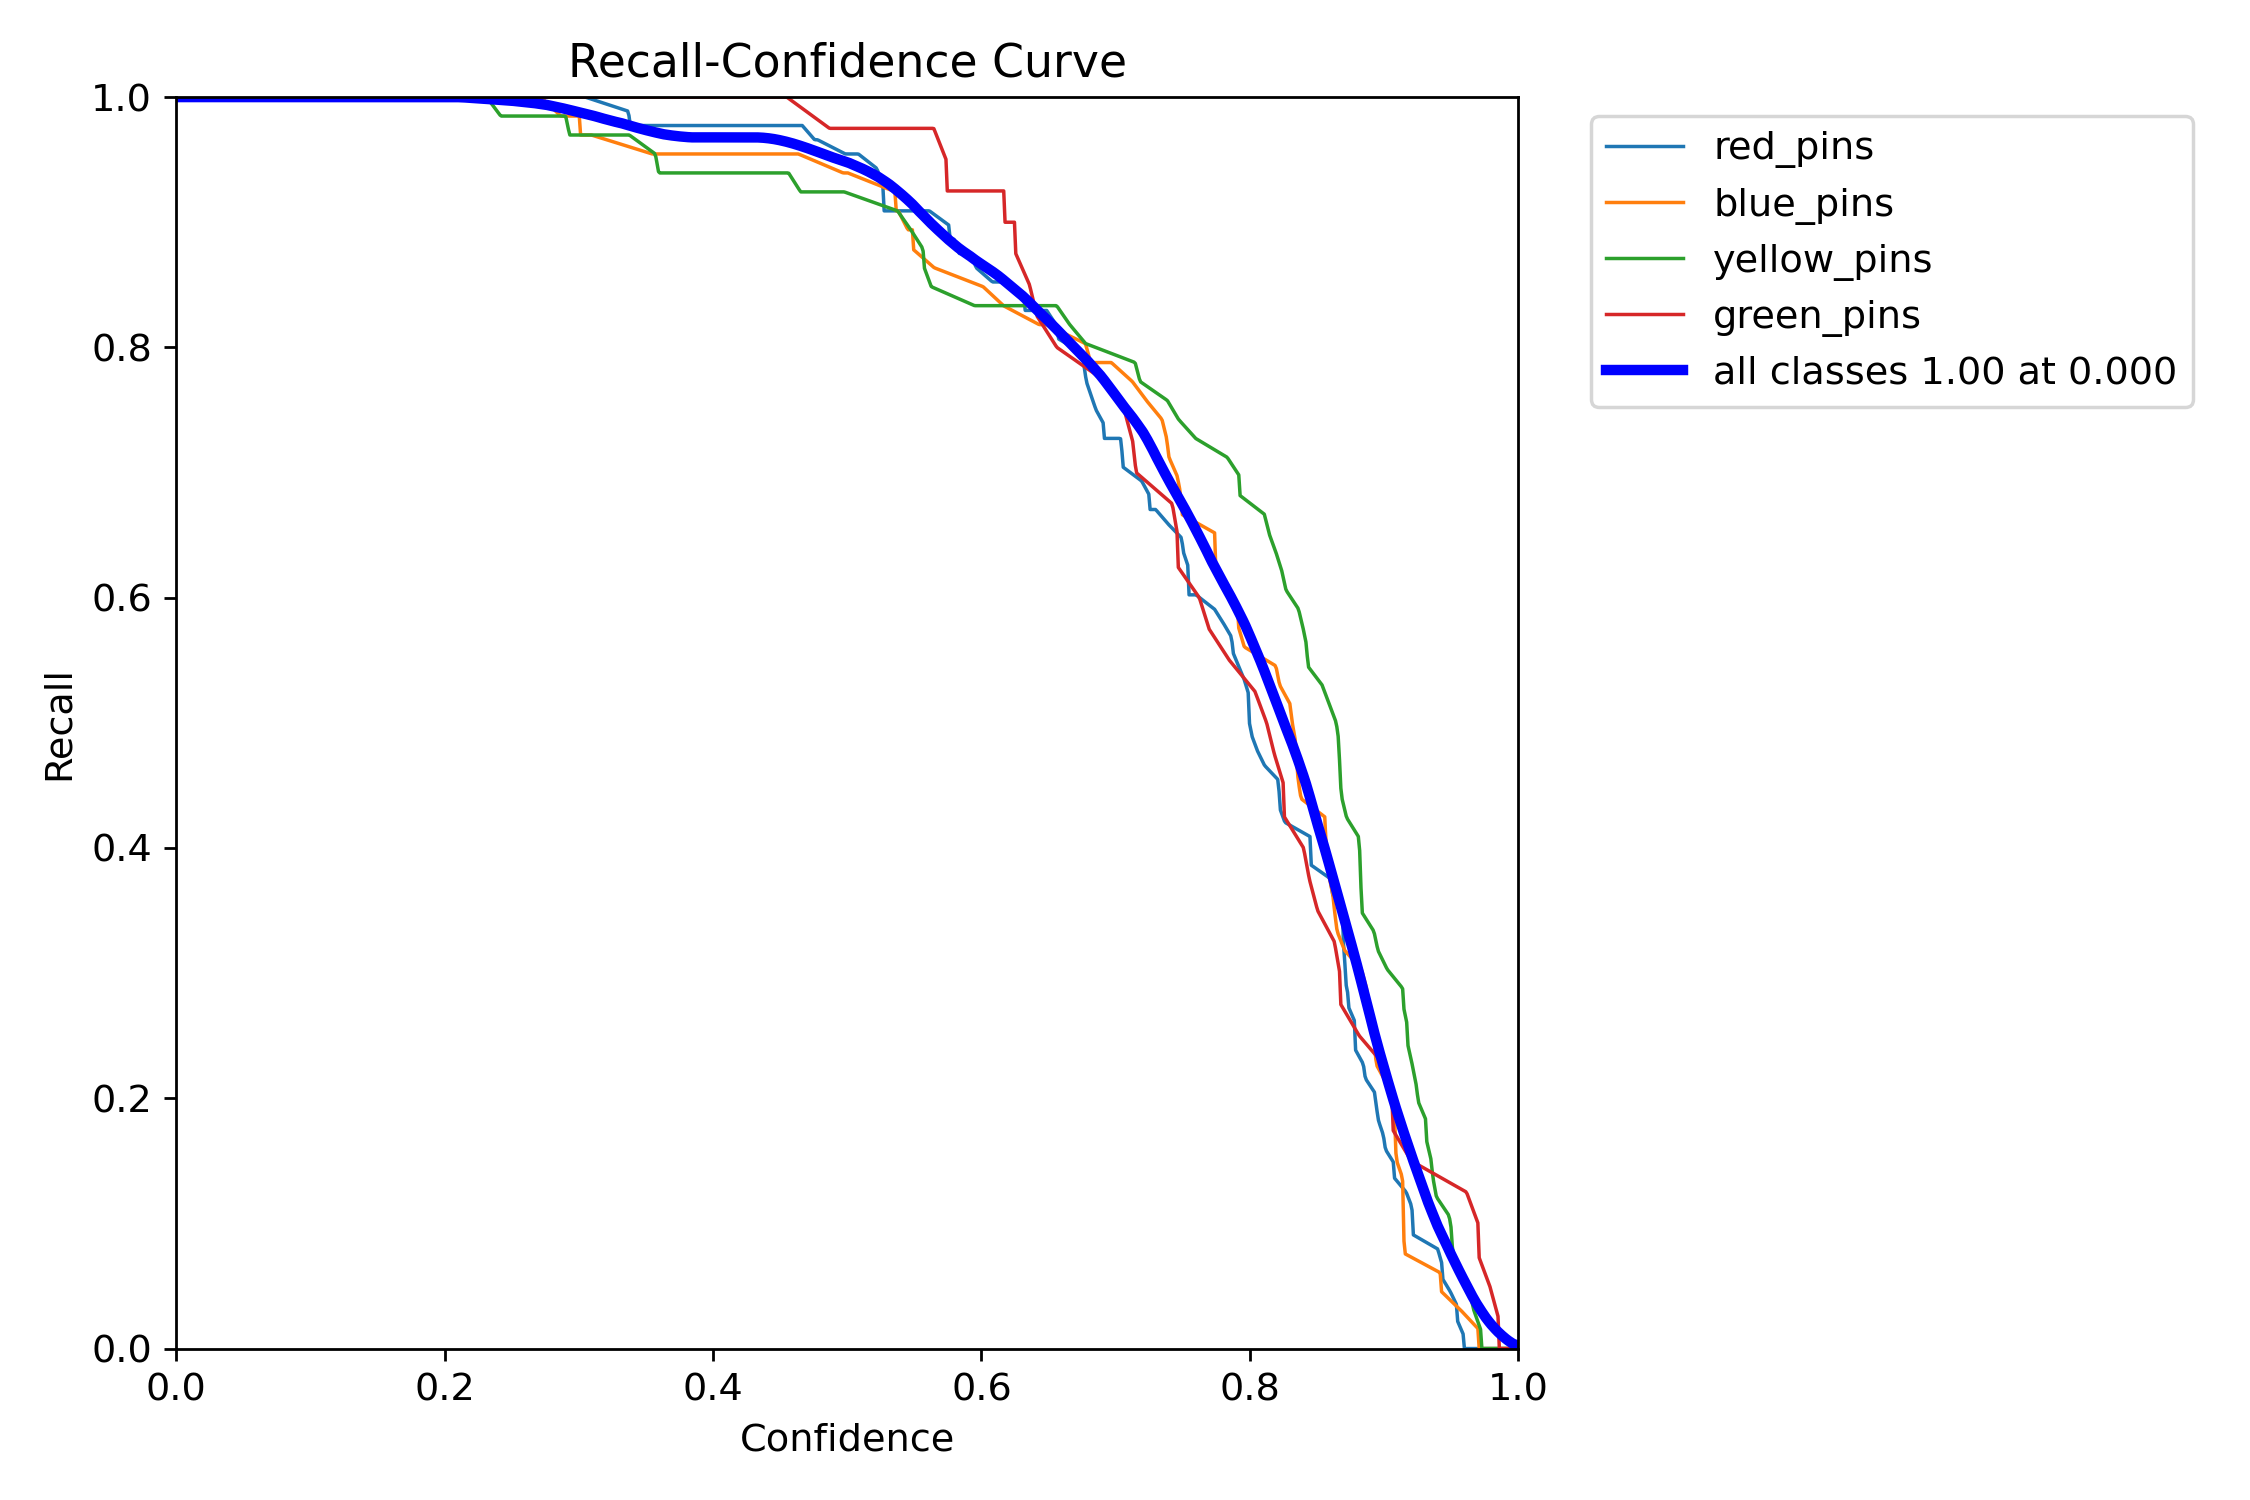 Recall-Confidence Curve
1.0
0.8
0.6
0.4
0.2
0.0
Recall
0.0 0.2 0.4 0.6 0.8 1.0
Confidence
red_pins
blue_pins
yellow_pins
green_pins
all classes 1.00 at 0.000